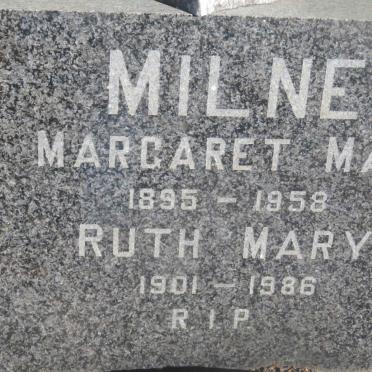 MILNE
MARGARET
1895 - 1958
RUTH MARY
1901 - 1986
R I P